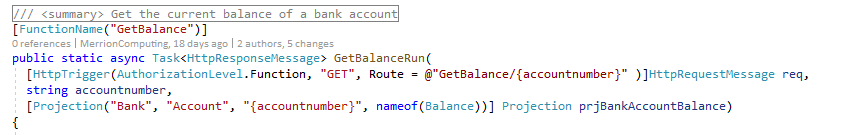 /// <summary> Get the current balance of a bank account
[FunctionName("GetBalance")]
0 references | MerrionComputing, 18 days ago | 2 authors, 5 changes
public static async Task<HttpResponseMessage> GetBalanceRun(
[HttpTrigger(AuthorizationLevel.Function, "GET", Route = @"GetBalance/{accountnumber}" )]HttpRequestMessage req,
string accountnumber,
[Projection("Bank", "Account", "{accountnumber}", nameof(Balance))] Projection prjBankAccountBalance)
{